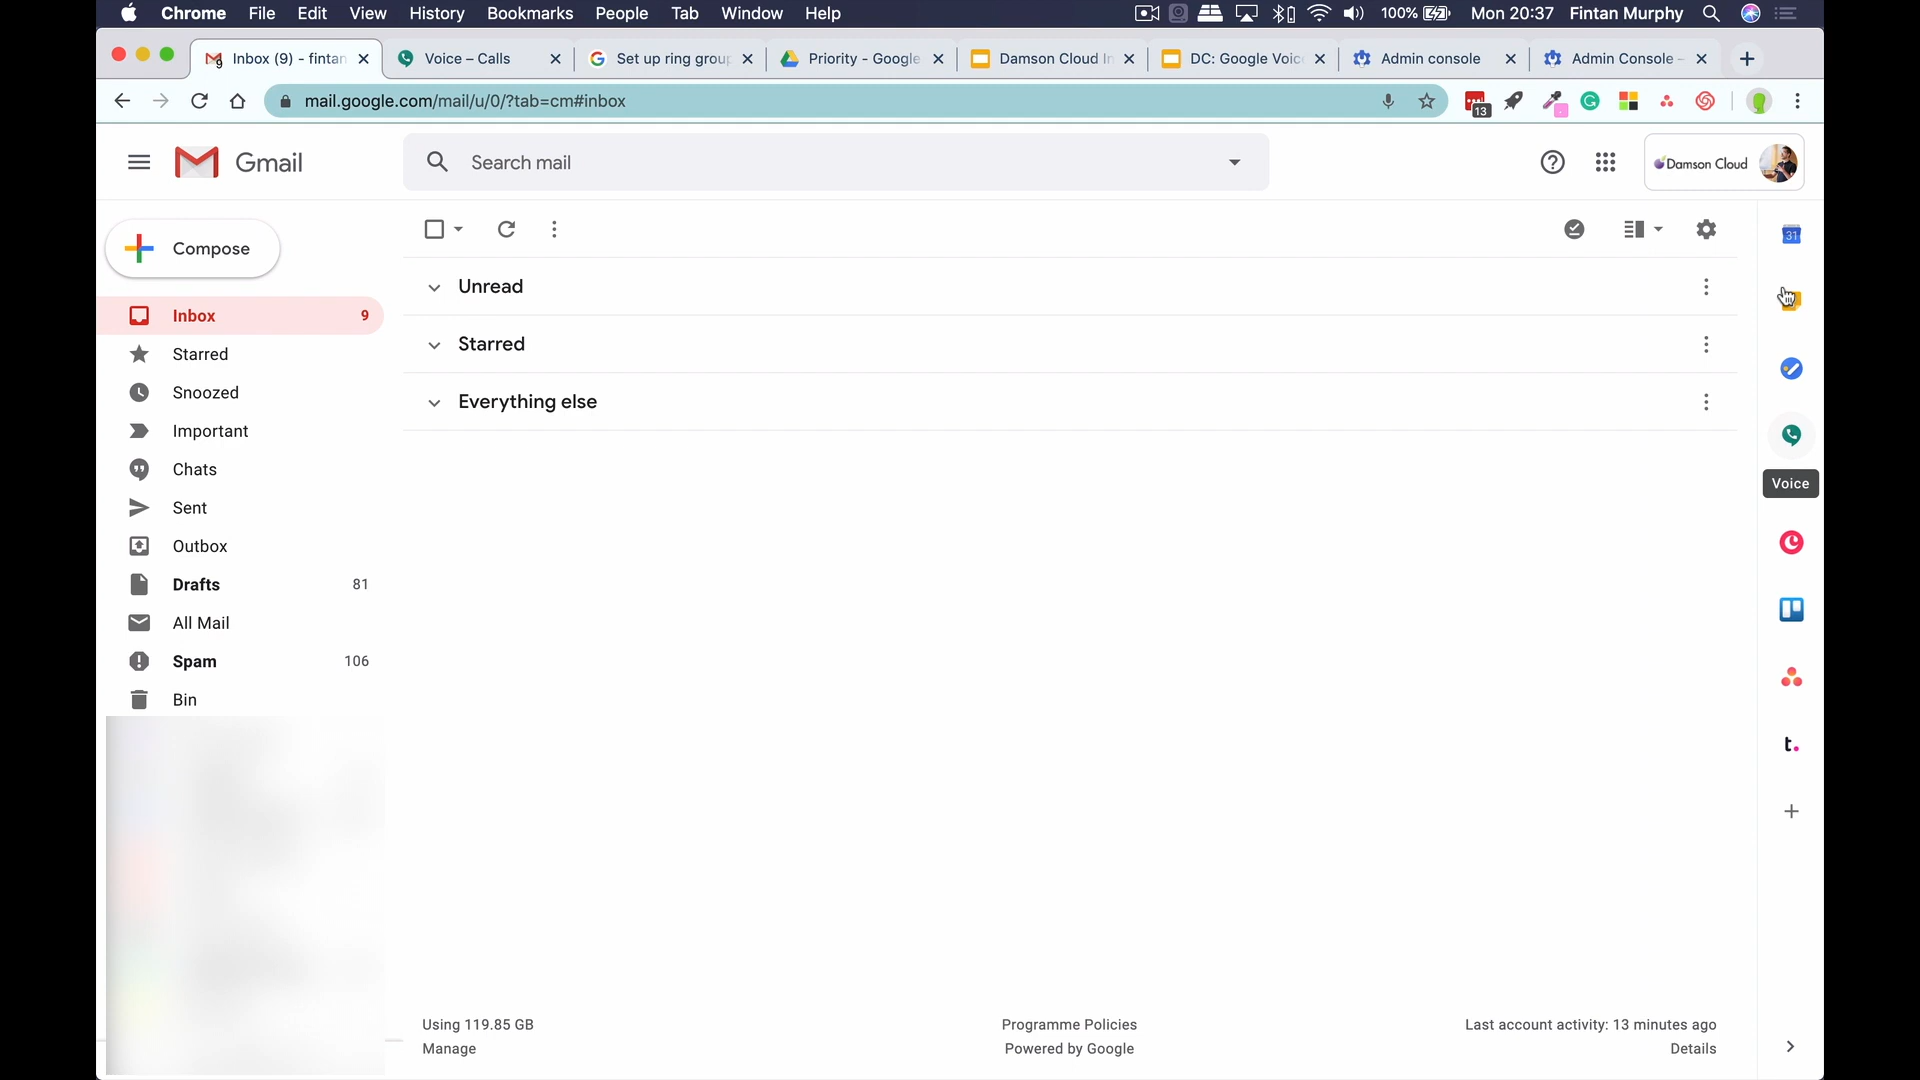 Chrome File Edit View History Bookmarks People Tab Window Help 100% Mon 20:37 Fintan Murphy
Inbox (9) - fintan Voice – Calls Set up ring group Priority - Google Damson Cloud In DC: Google Voic Admin console Admin Console -
mail.google.com/mail/u/0/?tab=cm#inbox 13
Gmail Search mail Damson Cloud
Compose 31
Unread
Inbox 9
Starred
Starred
Snoozed
Everything else
Important
Chats
Voice
Sent
Outbox
Drafts 81
All Mail
Spam 106
Bin
t.
Using 119.85 GB Programme Policies Last account activity: 13 minutes ago
Manage Powered by Google Details